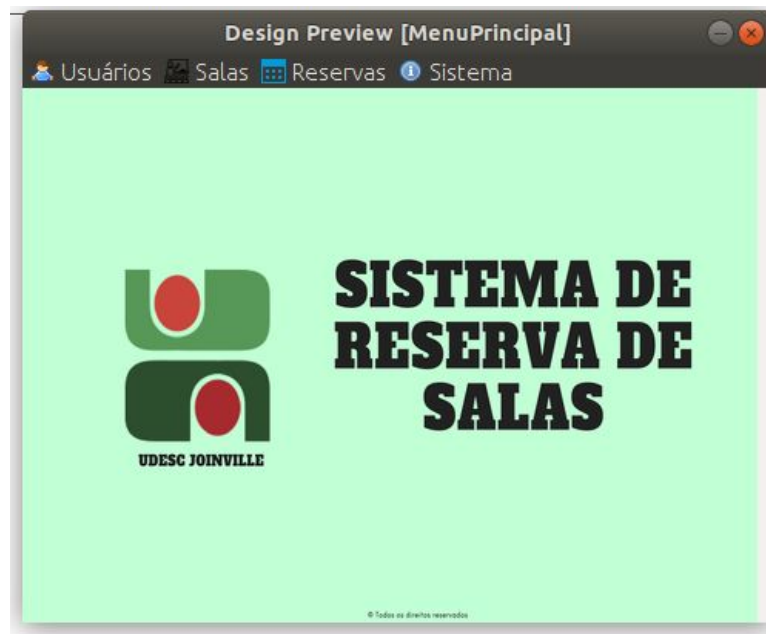 Design Preview [MenuPrincipal]
Usuários Salas Reservas Sistema
SISTEMA DE
RESERVA DE
SALAS
UDESC JOINVILLE
© Todos os direitos reservados